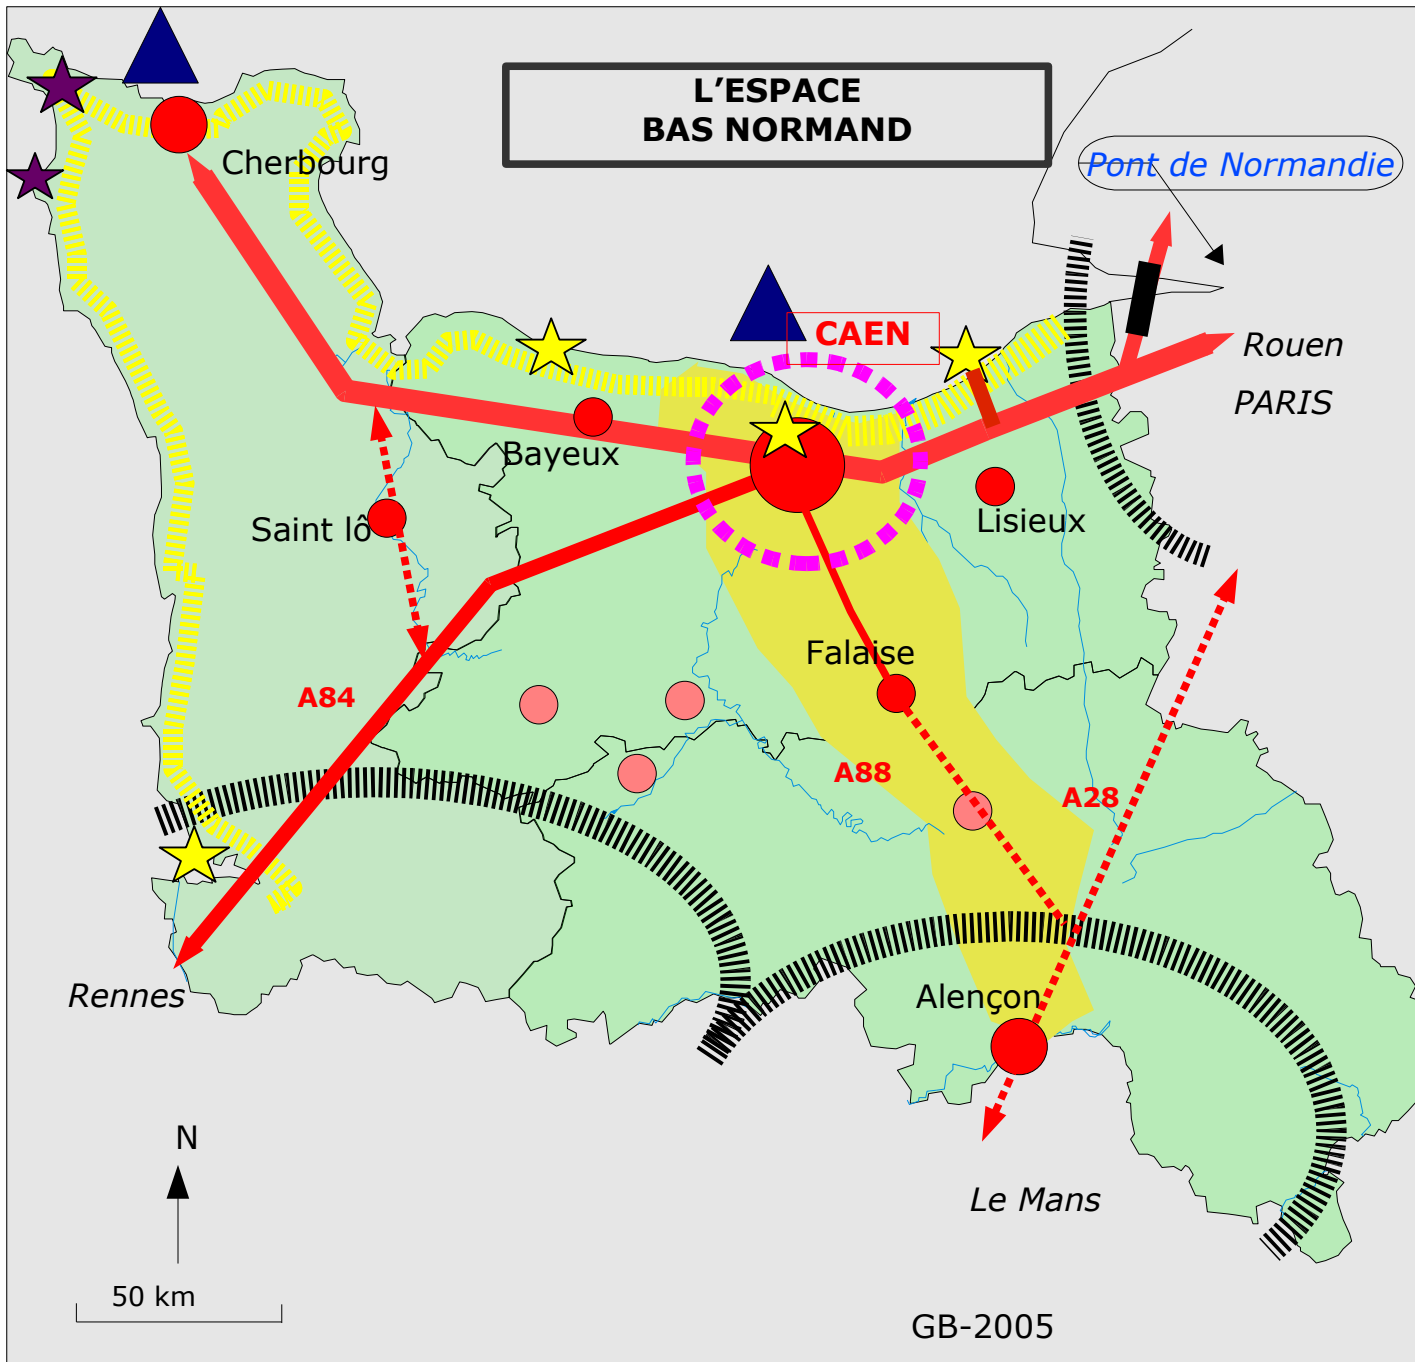 L'ESPACE
BAS NORMAND
Pont de Normandie
Cherbourg
CAEN
Rouen
PARIS
Bayeux
Saint lô
Lisieux
Falaise
A84
A88
A28
Rennes
Alençon
Le Mans
N
50 km
GB-2005